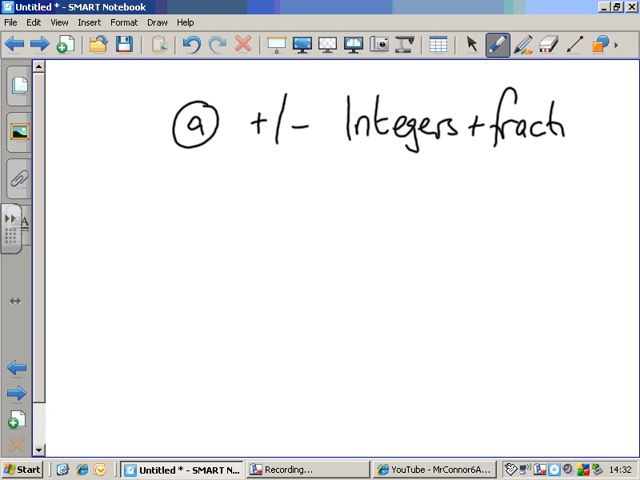 Untitled * - SMART Notebook
File Edit View Insert Format Draw Help
a +/- Integers + fract
A
Start Untitled * - SMART N... Recording... YouTube - MrConnor6A... 14:32